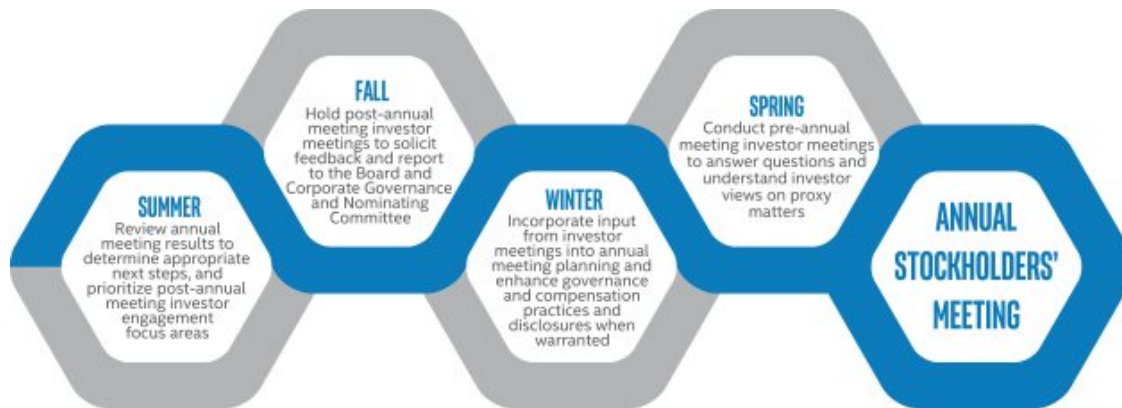 SUMMER
Review annual
meeting results to
determine appropriate
next steps, and
prioritize post-annual
meeting investor
engagement
focus areas
FALL
Hold post-annual
meeting investor
meetings to solicit
feedback and report
to the Board and
Corporate Governance
and Nominating
Committee
WINTER
Incorporate input
from investor
meetings into annual
meeting planning and
enhance governance
and compensation
practices and
disclosures when
warranted
SPRING
Conduct pre-annual
meeting investor meetings
to answer questions and
understand investor
views on proxy
matters
ANNUAL
STOCKHOLDERS'
MEETING